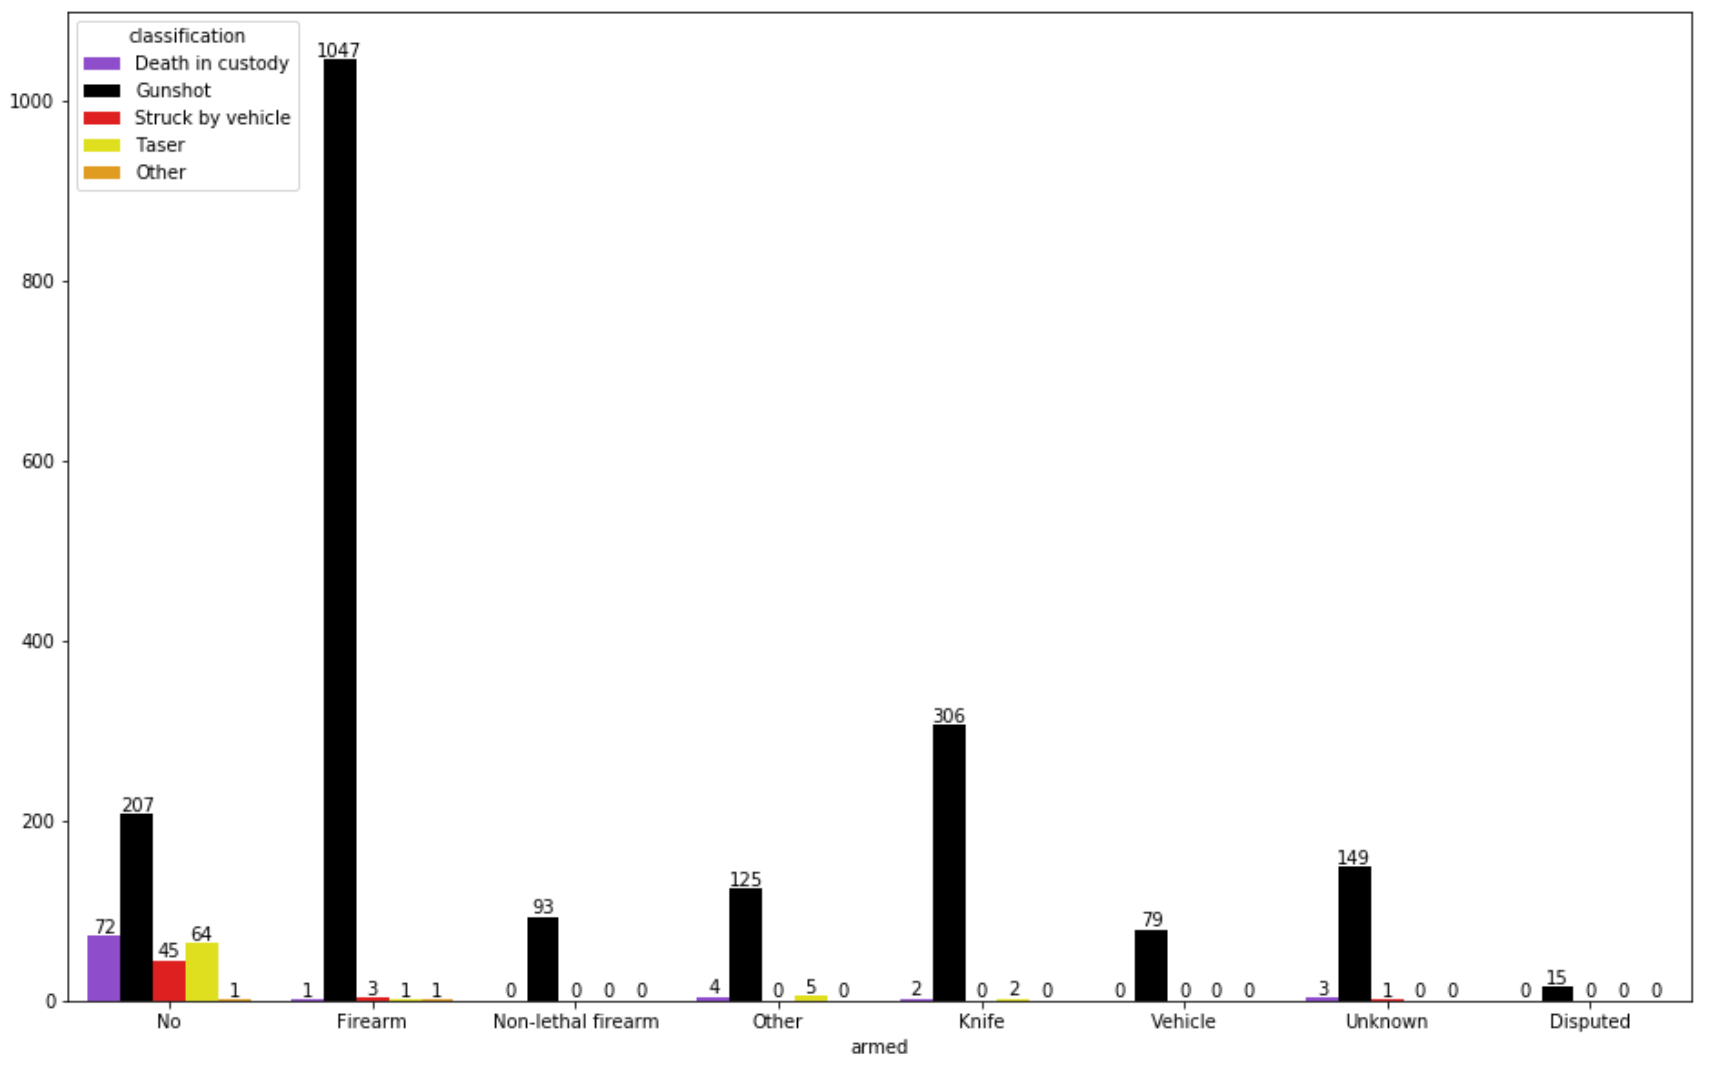 classification
Death in custody
Gunshot
Struck by vehicle
Taser
Other
1000
800
600
400
200
0
72 207 45 64 1
1 1047 3 1 1
0 93 0 0 0
4 125 0 5 0
2 306 0 2 0
0 79 0 0 0
3 149 1 0 0
0 15 0 0 0
No Firearm Non-lethal firearm Other Knife Vehicle Unknown Disputed
armed